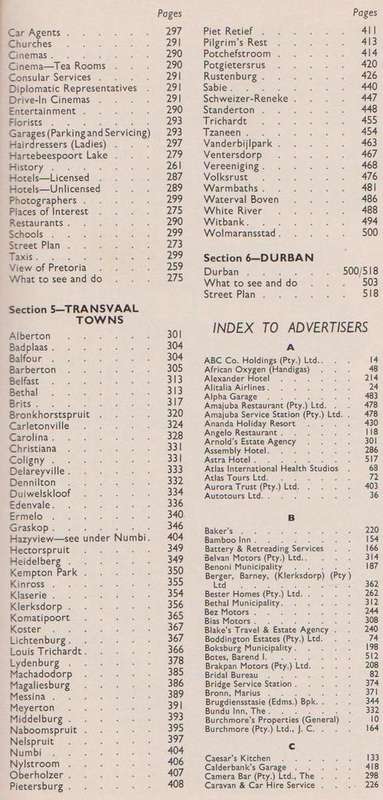 Pages
Car Agents 297
Churches 291
Cinemas 290
Cinema—Tea Rooms 290
Consular Services 291
Diplomatic Representatives 291
Drive-In Cinemas 291
Entertainment 290
Florists 293
Garages (Parking and Servicing) 293
Hairdressers (Ladies) 297
Hartebeespoort Lake 279
History 261
Hotels—Licensed 287
Hotels—Unlicensed 289
Photographers 299
Places of Interest 275
Restaurants 290
Schools 299
Street Plan 273
Taxis 299
View of Pretoria 259
What to see and do 275
Section 5—TRANSVAAL
TOWNS
Alberton 301
Badplaas 304
Balfour 304
Barberton 305
Belfast 313
Bethal 313
Brits 317
Bronkhorstspruit 320
Carletonville 324
Carolina 328
Christiana 331
Coligny 331
Delareyville 333
Dennilton 332
Duiwelskloof 334
Edenvale 336
Ermelo 340
Graskop 346
Hazyview—see under Numbi 404
Hectorspruit 349
Heidelberg 349
Kempton Park 350
Kinross 355
Klaserie 354
Klerksdorp 356
Komatipoort 365
Koster 367
Lichtenburg 367
Louis Trichardt 366
Lydenburg 378
Machadodorp 385
Magaliesburg 386
Messina 389
Meyerton 391
Middelburg 393
Naboomspruit 395
Nelspruit 397
Numbi 404
Nylstroom 406
Oberholzer 407
Pietersburg 408
Pages
Piet Retief 411
Pilgrim's Rest 413
Potchefstroom 414
Potgietersrus 420
Rustenburg 426
Sabie 440
Schweizer-Reneke 447
Standerton 448
Trichardt 455
Tzaneen 454
Vanderbijlpark 463
Ventersdorp 467
Vereeniging 468
Volksrust 476
Warmbaths 481
Waterval Boven 486
White River 488
Witbank 494
Wolmaransstad 500
Section 6—DURBAN
Durban 500/518
What to see and do 503
Street Plan 518
INDEX TO ADVERTISERS
A
ABC Co. Holdings (Pty.) Ltd. 14
African Oxygen (Handigas) 48
Alexander Hotel 214
Alitalia Airlines 24
Alpha Garage 483
Amajuba Restaurant (Pty.) Ltd. 478
Amajuba Service Station (Pty.) Ltd. 478
Ananda Holiday Resort 430
Angelo Restaurant 118
Arnold's Estate Agency 301
Assembly Hotel 286
Astra Hotel 517
Atlas International Health Studios 68
Atlas Tours Ltd. 72
Aurora Trust (Pty.) Ltd. 403
Autotours Ltd. 36
B
Baker's 220
Bamboo Inn 154
Battery & Retreading Services 166
Belvan Motors (Pty.) Ltd. 314
Benoni Municipality 187
Berger, Barney, (Klerksdorp) (Pty)
Ltd 362
Bester Homes (Pty.) Ltd. 262
Bethal Municipality 312
Bez Motors 244
Bias Motors 308
Blake's Travel & Estate Agency 240
Boddington Estates (Pty.) Ltd. 74
Boksburg Municipality 198
Botes, Barend I. 512
Brakpan Motors (Pty.) Ltd. 208
Bridal Bureau 82
Bridge Service Station 374
Bronn, Marius 371
Brugdiensstasie (Edms.) Bpk. 344
Bundu Inn, The 332
Burchmore's Properties (General) 10
Burchmore (Pty.) Ltd., J. C. 164
C
Caesar's Kitchen 133
Calderbank's Garage 418
Camera Bar (Pty.) Ltd., The 298
Caravan & Car Hire Service 226